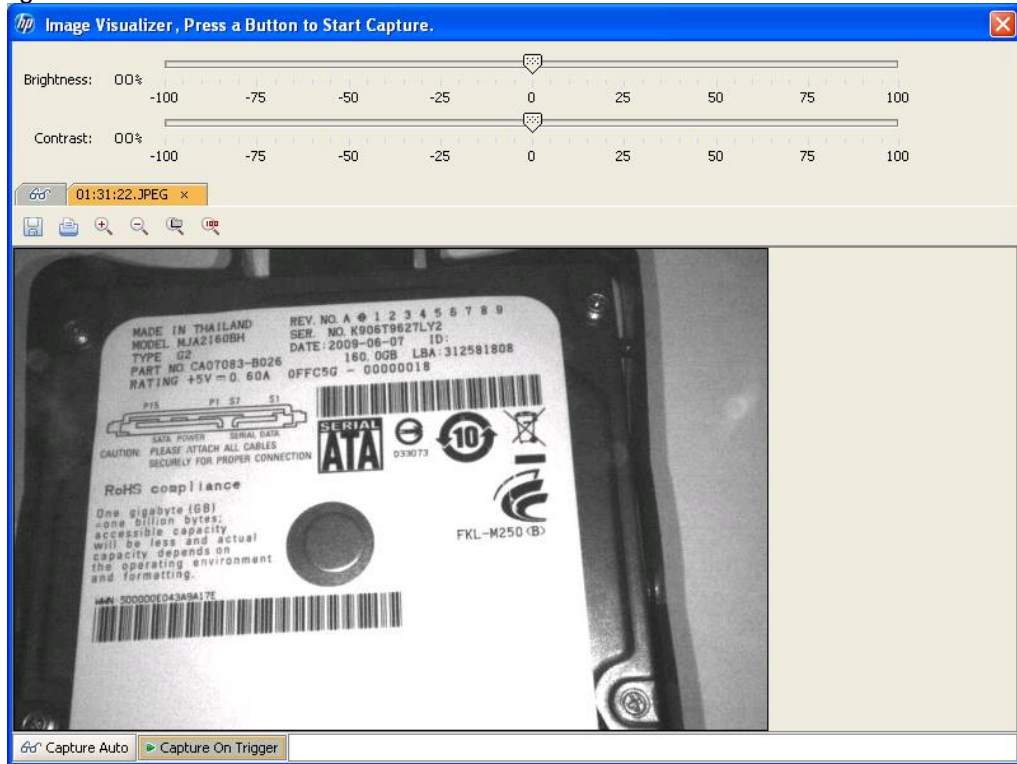 hp Image Visualizer, Press a Button to Start Capture.
Brightness: 00%
-100 -75 -50 -25 0 25 50 75 100
Contrast: 00%
-100 -75 -50 -25 0 25 50 75 100
01:31:22.JPEG ×
100
MADE IN THAILAND
MODEL MJA2160BH
TYPE G2
PART NO. CA07083-B026
RATING +5V=0.60A
REV. NO. A 0 1 2 3 4 5 6 7 8 9
SER. NO. K906T9627LY2
DATE:2009-06-07 ID:
160.0GB LBA:312581808
0FFC5G - 00000018
P15 P1 S7 S1
SATA POWER SERIAL DATA
CAUTION: PLEASE ATTACH ALL CABLES
SECURELY FOR PROPER CONNECTION
SERIAL
ATA
D33073
10
RoHS compliance
One gigabyte (GB)
=one billion bytes;
accessible capacity
will be less and actual
capacity depends on
the operating environment
and formatting.
FKL-M250(B)
WWN 500000E043A9A17E
Capture Auto
Capture On Trigger